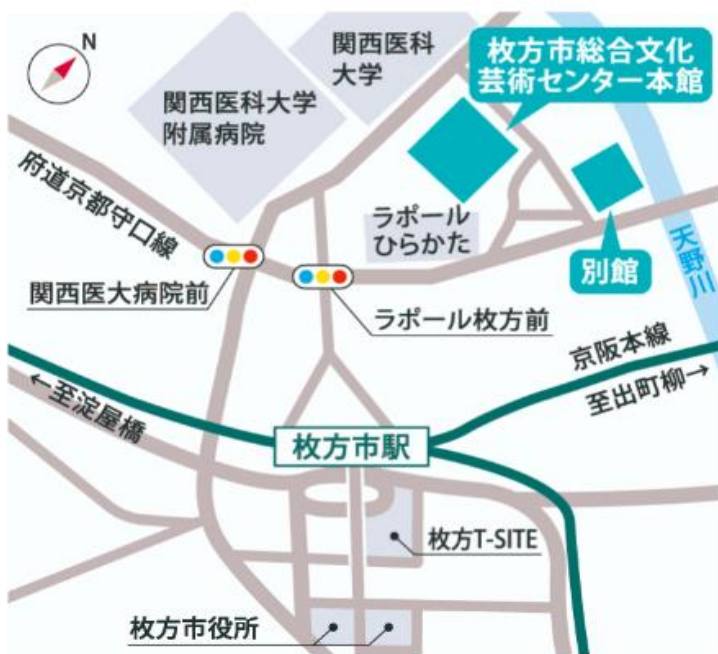 N
関西医科
大学
枚方市総合文化
芸術センター本館
関西医科大学
附属病院
府道京都守口線
ラポール
ひらかた
別館
天野川
関西医大病院前
ラポール枚方前
京阪本線
至出町柳→
←至淀屋橋
枚方市駅
枚方T-SITE
枚方市役所